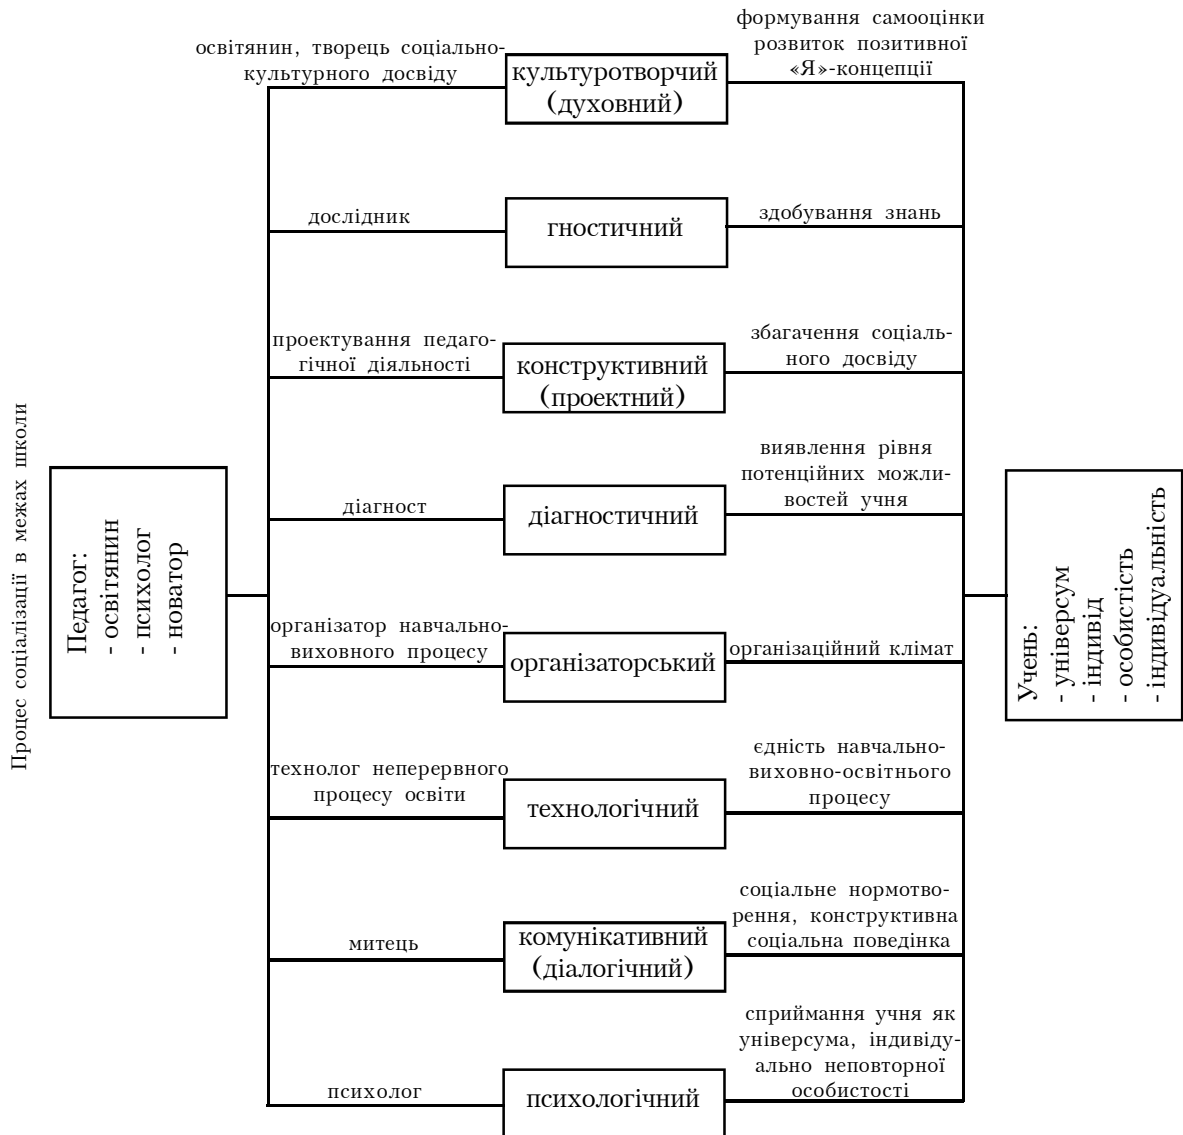 Процес соціалізації в межах школи
Педагог:
- освітянин
- психолог
- новатор
освітянин, творець соціально-
культурного досвіду
культуротворчий
(духовний)
формування самооцінки
розвиток позитивної
«Я»-концепції
дослідник
гностичний
здобування знань
проектування педаго-
гічної діяльності
конструктивний
(проектний)
збагачення соціаль-
ного досвіду
діагност
діагностичний
виявлення рівня
потенційних можли-
востей учня
організатор навчально-
виховного процесу
організаторський
організаційний клімат
технолог неперервного
процесу освіти
технологічний
єдність навчально-
виховно-освітнього
процесу
митець
комунікативний
(діалогічний)
соціальне нормотво-
рення, конструктивна
соціальна поведінка
психолог
психологічний
сприймання учня як
універсума, індивіду-
ально неповторної
особистості
Учень:
- універсум
- індивід
- особистість
- індивідуальність